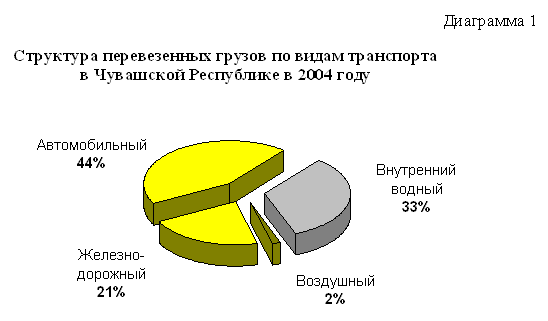 Диаграмма 1
Структура перевезенных грузов по видам транспорта
в Чувашской Республике в 2004 году
Автомобильный
44%
Внутренний
водный
33%
Железно-
дорожный
21%
Воздушный
2%